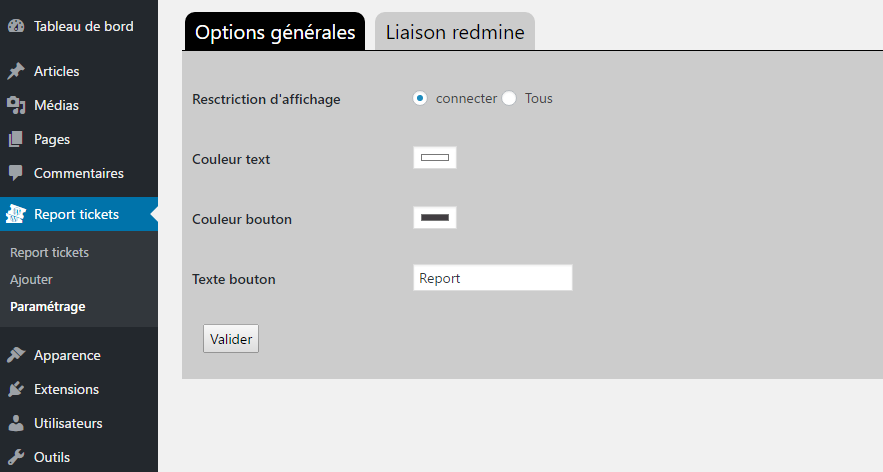 Tableau de bord
Articles
Médias
Pages
Commentaires
Report tickets
Report tickets
Ajouter
Paramétrage
Apparence
Extensions
Utilisateurs
Outils
Options générales Liaison redmine
Resctriction d'affichage connecter Tous
Couleur text
Couleur bouton
Texte bouton Report
Valider